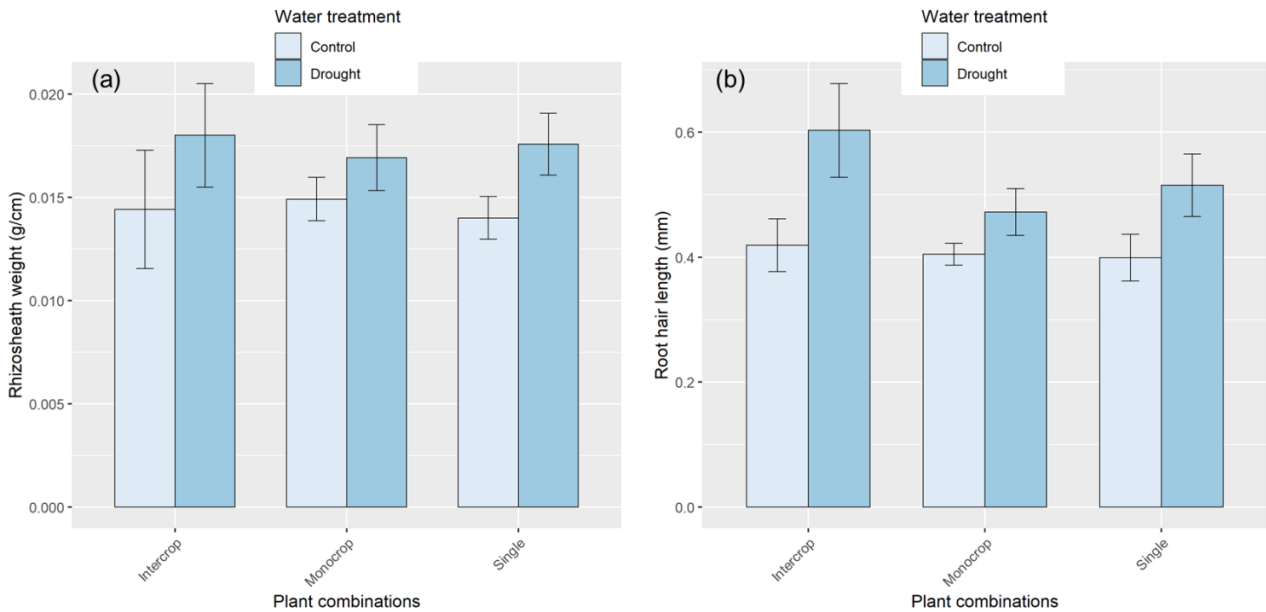 Water treatment
Control
Drought
(a)
Rhizosheath weight (g/cm)
0.020
0.015
0.010
0.005
0.000
Intercrop
Monocrop
Single
Plant combinations
Water treatment
Control
Drought
(b)
Root hair length (mm)
0.6
0.4
0.2
0.0
Intercrop
Monocrop
Single
Plant combinations